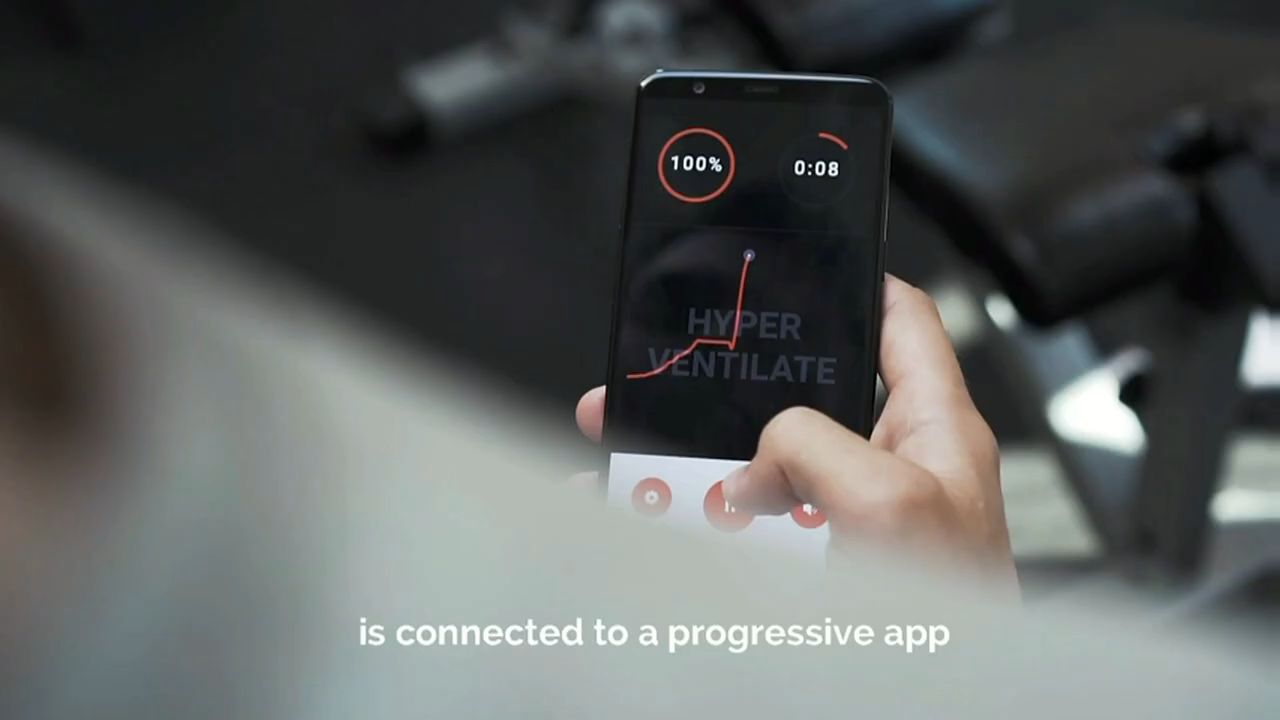 100%
0:08
HYPER
VENTILATE
is connected to a progressive app